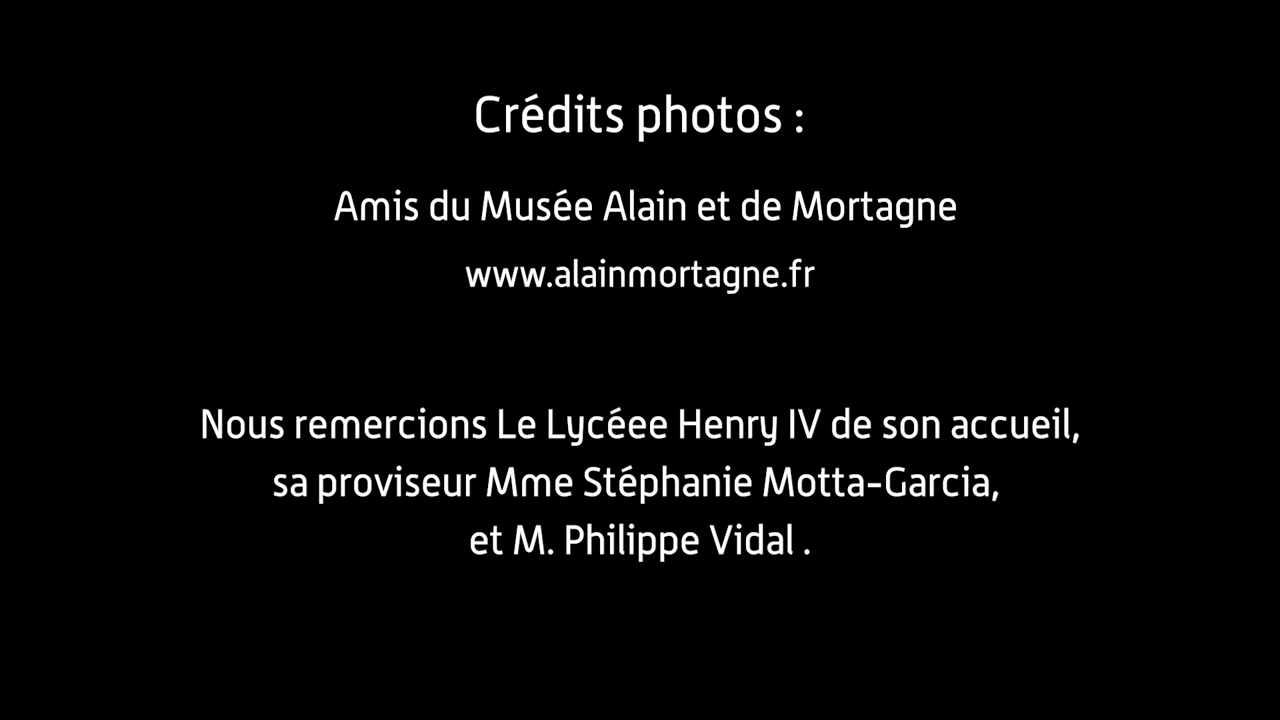 Crédits photos :
Amis du Musée Alain et de Mortagne
www.alainmortagne.fr
Nous remercions Le Lycéee Henry IV de son accueil,
sa proviseur Mme Stéphanie Motta-Garcia,
et M. Philippe Vidal .